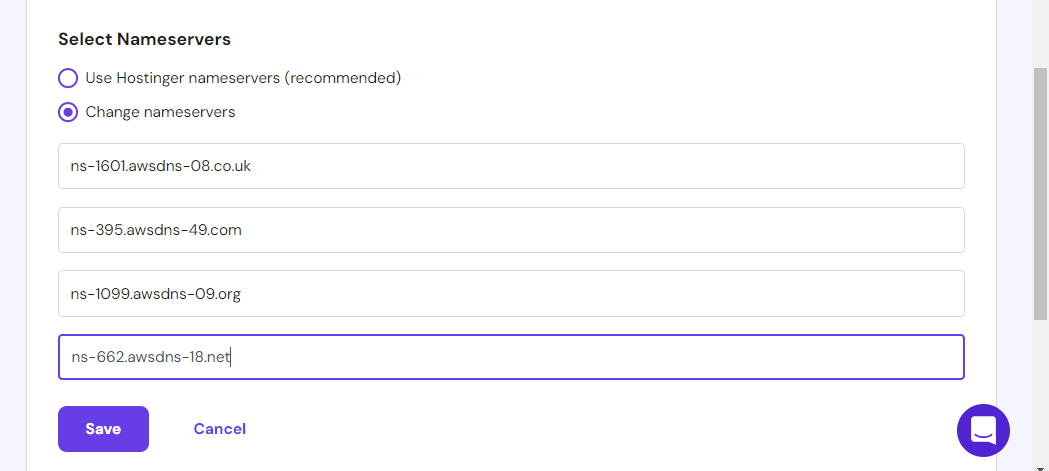 Select Nameservers
Use Hostinger nameservers (recommended)
Change nameservers
ns-1601.awsdns-08.co.uk
ns-395.awsdns-49.com
ns-1099.awsdns-09.org
ns-662.awsdns-18.net
Save Cancel